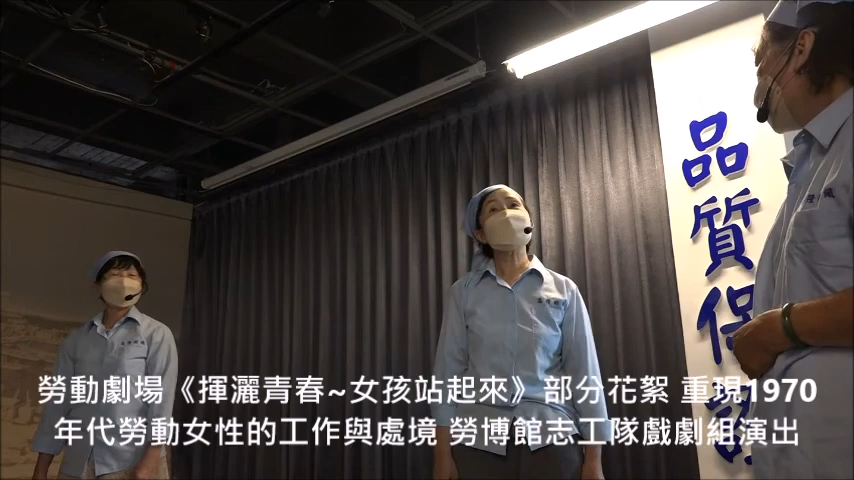 品質保
勞動劇場《揮灑青春~女孩站起來》部分花絮 重現1970
年代勞動女性的工作與處境 勞博館志工隊戲劇組演出